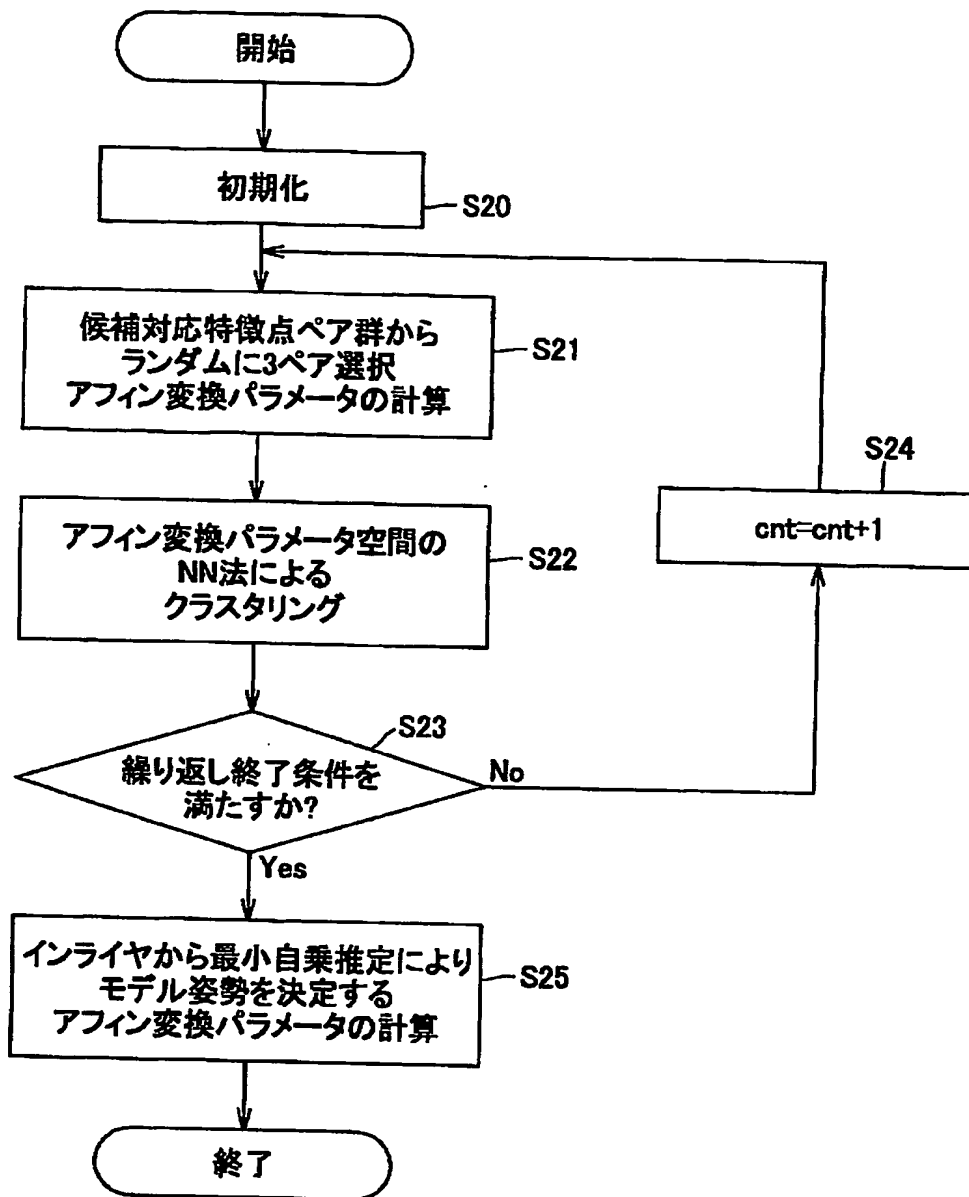 開始
初期化
S20
候補対応特徴点ペア群から
ランダムに3ペア選択
アフィン変換パラメータの計算
S21
アフィン変換パラメータ空間の
NN法による
クラスタリング
S22
S23
繰り返し終了条件を
満たすか?
No
S24
cnt=cnt+1
Yes
インライヤから最小自乗推定により
モデル姿勢を決定する
アフィン変換パラメータの計算
S25
終了